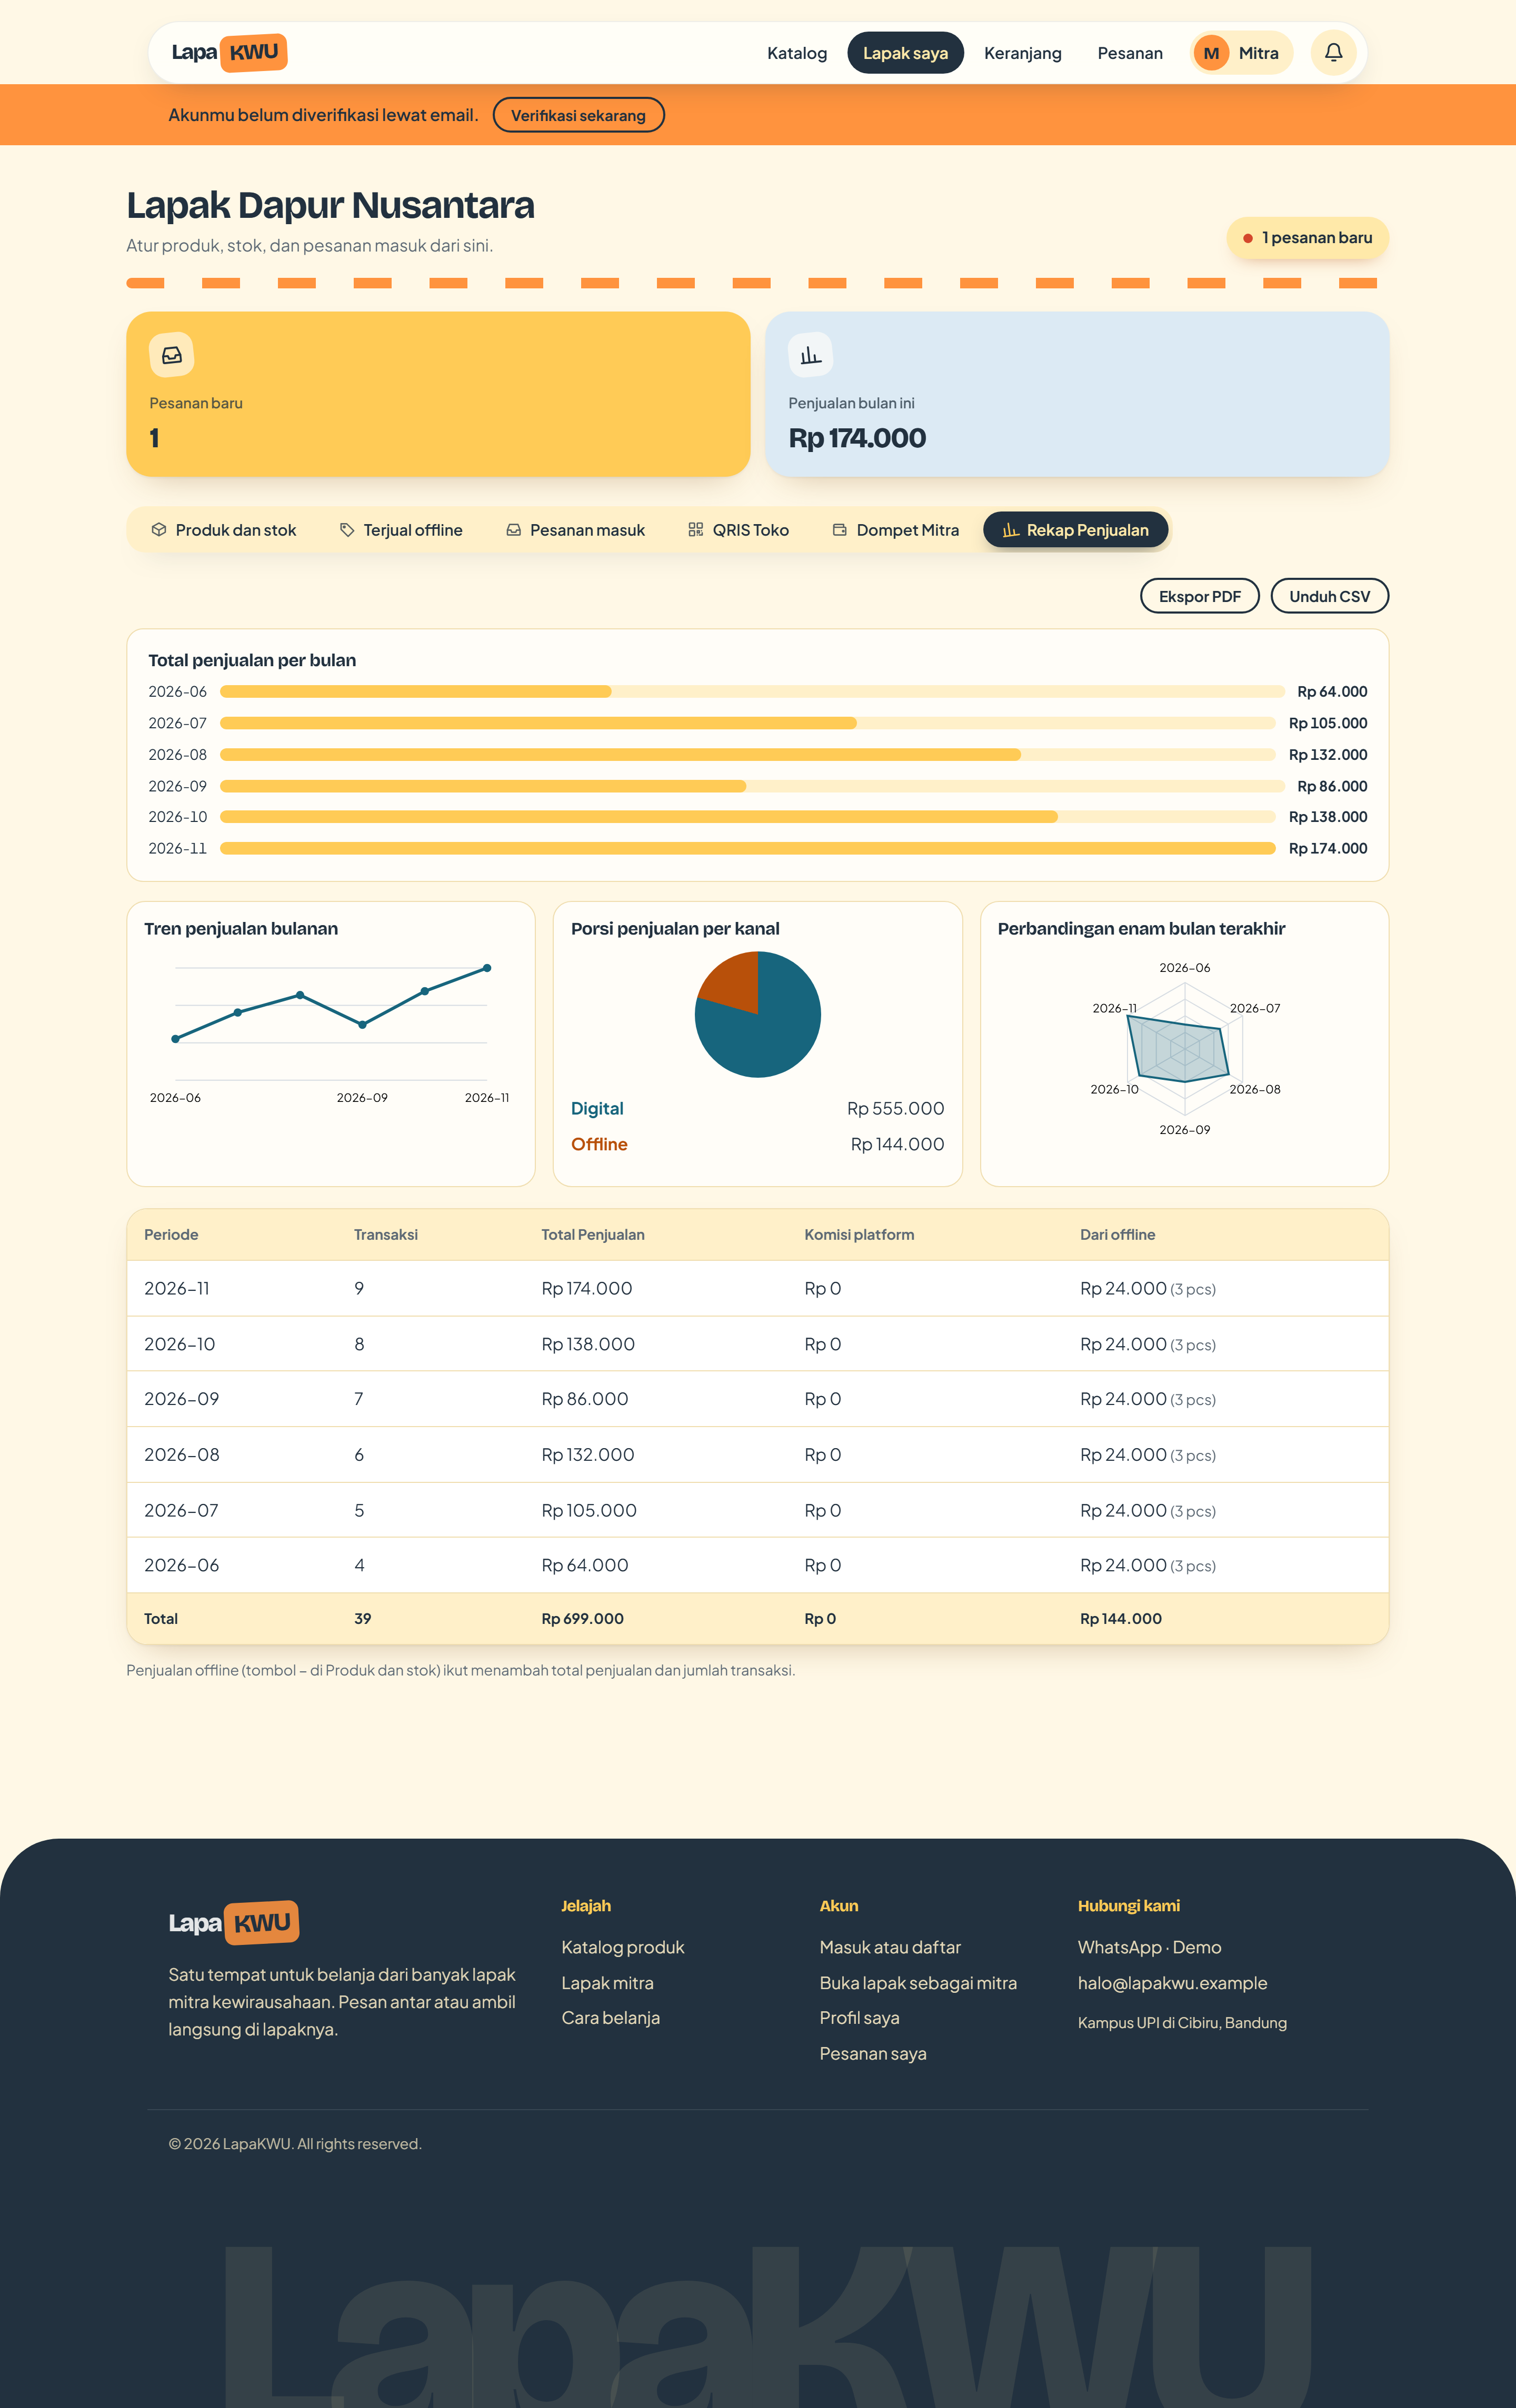 Lapa KWU
Katalog
Lapak saya
Keranjang
Pesanan
M Mitra
Akunmu belum diverifikasi lewat email.
Verifikasi sekarang
Lapak Dapur Nusantara
Atur produk, stok, dan pesanan masuk dari sini.
1 pesanan baru
Pesanan baru
1
Penjualan bulan ini
Rp 174.000
Produk dan stok
Terjual offline
Pesanan masuk
QRIS Toko
Dompet Mitra
Rekap Penjualan
Ekspor PDF
Unduh CSV
Total penjualan per bulan
2026-06 Rp 64.000
2026-07 Rp 105.000
2026-08 Rp 132.000
2026-09 Rp 86.000
2026-10 Rp 138.000
2026-11 Rp 174.000
Tren penjualan bulanan
2026-06 2026-09 2026-11
Porsi penjualan per kanal
Digital Rp 555.000
Offline Rp 144.000
Perbandingan enam bulan terakhir
2026-06
2026-11 2026-07
2026-10 2026-08
2026-09
Periode Transaksi Total Penjualan Komisi platform Dari offline
2026-11 9 Rp 174.000 Rp 0 Rp 24.000 (3 pcs)
2026-10 8 Rp 138.000 Rp 0 Rp 24.000 (3 pcs)
2026-09 7 Rp 86.000 Rp 0 Rp 24.000 (3 pcs)
2026-08 6 Rp 132.000 Rp 0 Rp 24.000 (3 pcs)
2026-07 5 Rp 105.000 Rp 0 Rp 24.000 (3 pcs)
2026-06 4 Rp 64.000 Rp 0 Rp 24.000 (3 pcs)
Total 39 Rp 699.000 Rp 0 Rp 144.000
Penjualan offline (tombol − di Produk dan stok) ikut menambah total penjualan dan jumlah transaksi.
Lapa KWU
Satu tempat untuk belanja dari banyak lapak
mitra kewirausahaan. Pesan antar atau ambil
langsung di lapaknya.
Jelajah
Katalog produk
Lapak mitra
Cara belanja
Akun
Masuk atau daftar
Buka lapak sebagai mitra
Profil saya
Pesanan saya
Hubungi kami
WhatsApp · Demo
halo@lapakwu.example
Kampus UPI di Cibiru, Bandung
© 2026 LapaKWU. All rights reserved.
LapaKWU